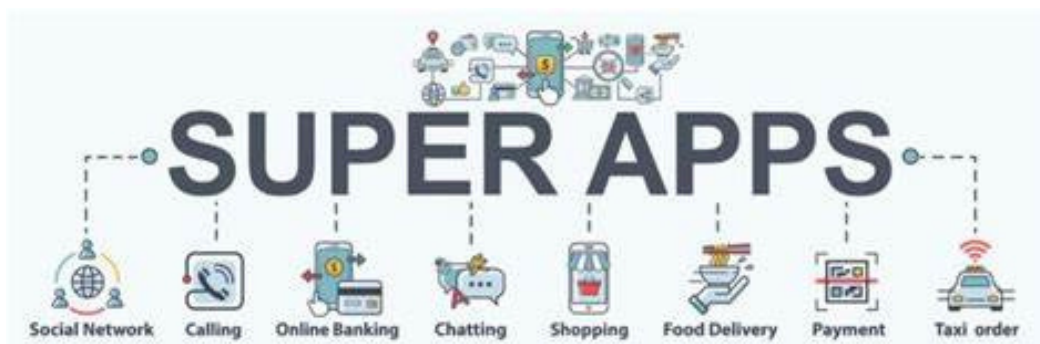 SUPER APPS
Social Network
Calling
Online Banking
Chatting
Shopping
Food Delivery
Payment
Taxi order